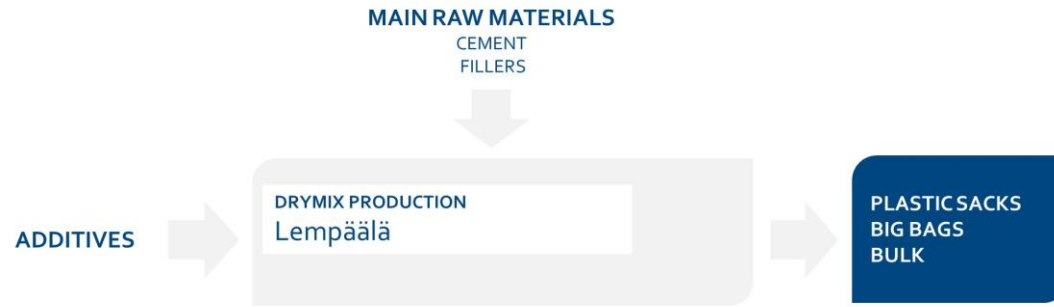 MAIN RAW MATERIALS
CEMENT
FILLERS
ADDITIVES
DRYMIX PRODUCTION
Lempäälä
PLASTIC SACKS
BIG BAGS
BULK